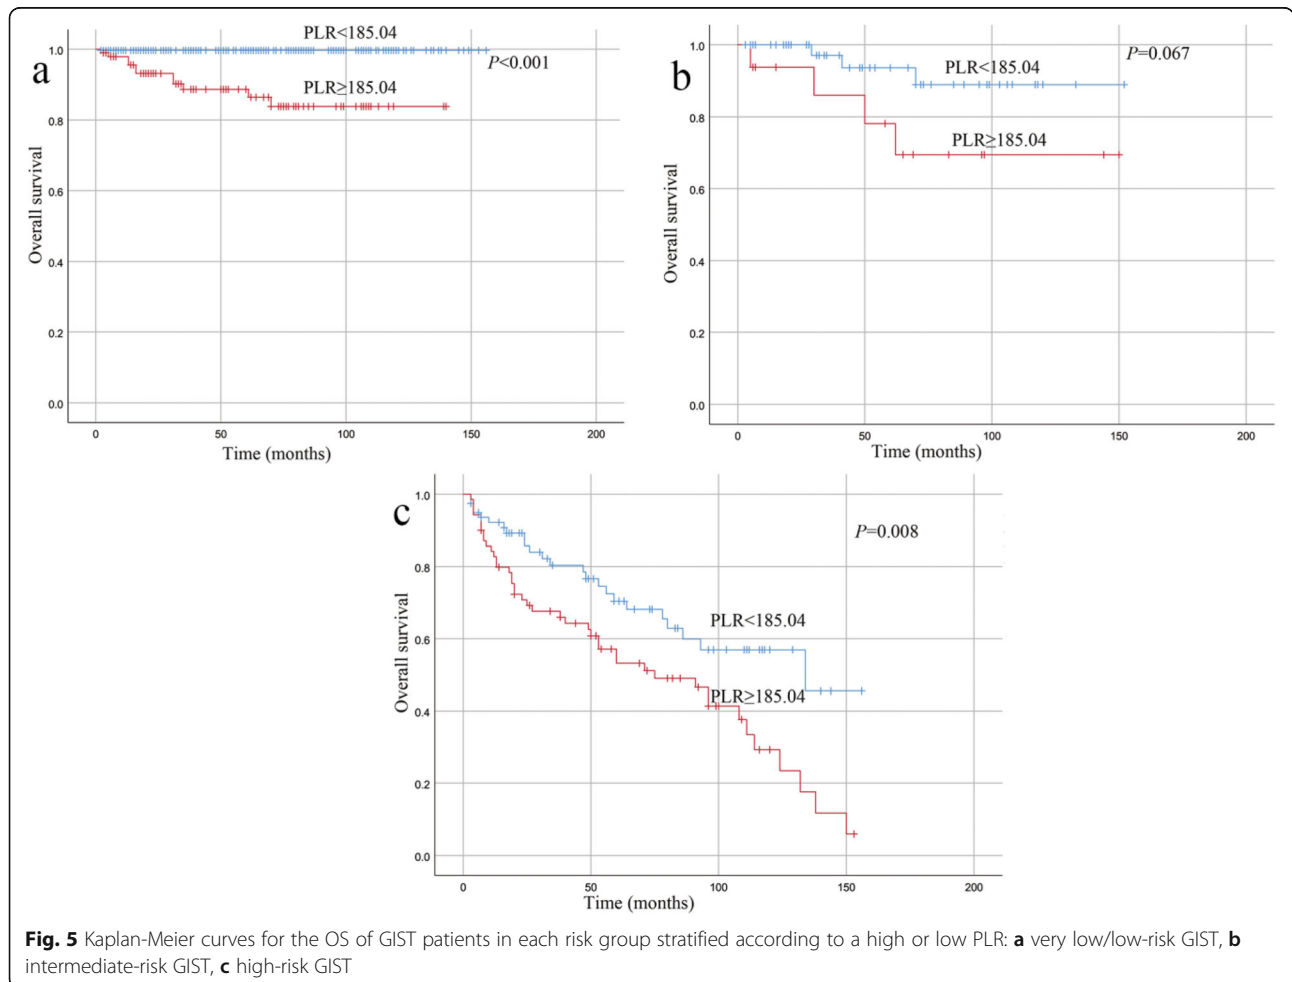 a
PLR<185.04
P<0.001
PLR≥185.04
1.0
0.8
0.6
0.4
0.2
0.0
Overall survival
0 50 100 150 200
Time (months)
b
PLR<185.04
P=0.067
PLR≥185.04
1.0
0.8
0.6
0.4
0.2
0.0
Overall survival
0 50 100 150 200
Time (months)
c
P=0.008
PLR<185.04
PLR≥185.04
1.0
0.8
0.6
0.4
0.2
0.0
Overall survival
0 50 100 150 200
Time (months)
Fig. 5 Kaplan-Meier curves for the OS of GIST patients in each risk group stratified according to a high or low PLR: a very low/low-risk GIST, b
intermediate-risk GIST, c high-risk GIST